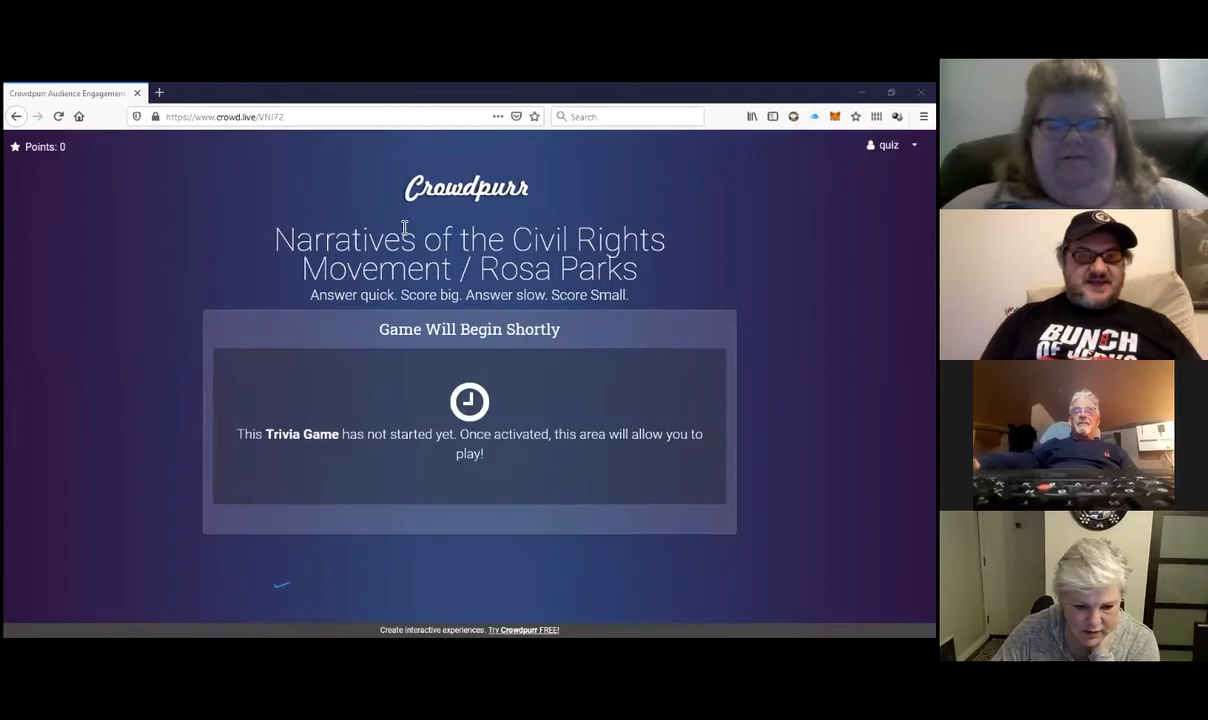 Crowdpurr Audience Engagement
https://www.crowd.live/VNi72
Search
Points: 0
quiz
Crowdpurr
Narratives of the Civil Rights
Movement / Rosa Parks
Answer quick. Score big. Answer slow. Score Small.
Game Will Begin Shortly
This Trivia Game has not started yet. Once activated, this area will allow you to
play!
Create interactive experiences. Try Crowdpurr FREE!
BUNCH
OF JERKS